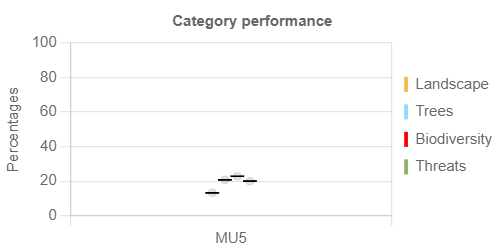 Category performance
100
80
60
40
20
0
Percentages
MU5
Landscape
Trees
Biodiversity
Threats